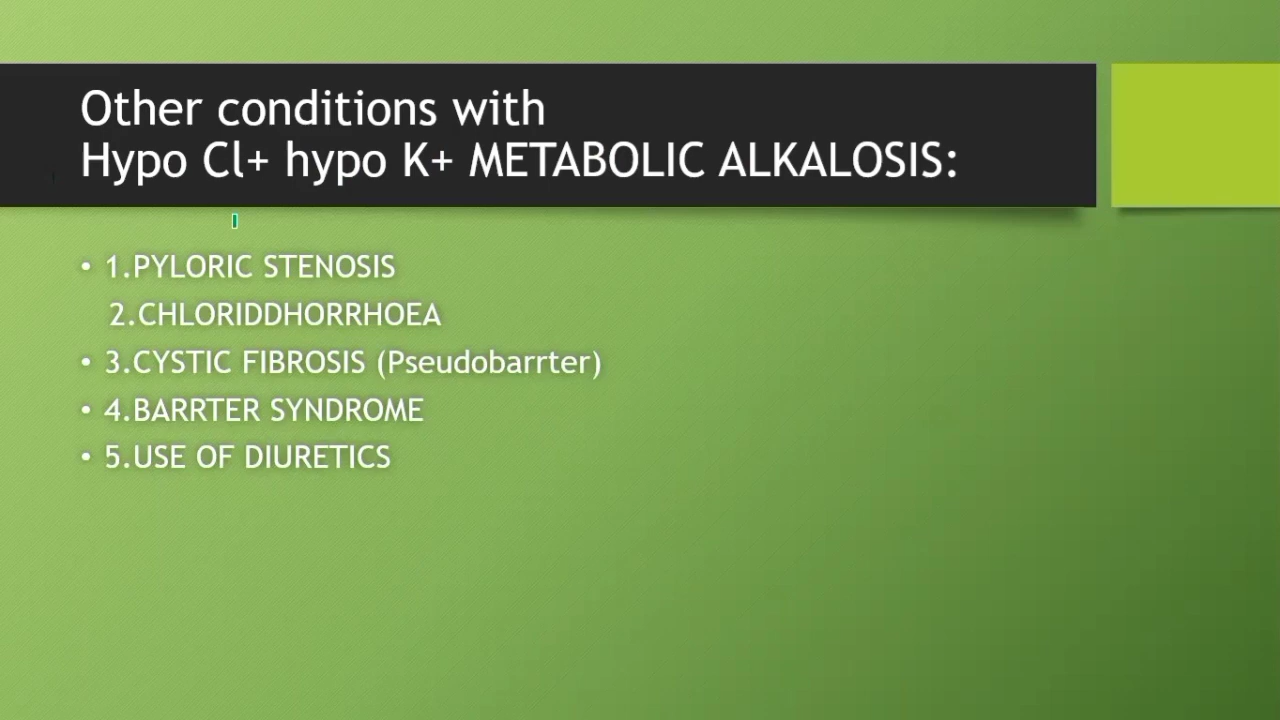 Other conditions with
Hypo Cl+ hypo K+ METABOLIC ALKALOSIS:
• 1.PYLORIC STENOSIS
2.CHLORIDDHORRHOEA
• 3.CYSTIC FIBROSIS (Pseudobarrter)
• 4.BARRTER SYNDROME
• 5.USE OF DIURETICS